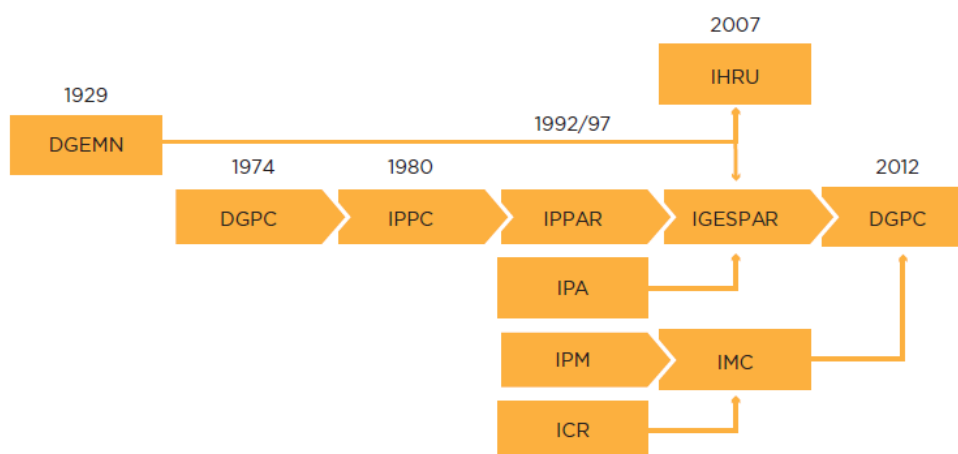 2007
IHRU
1929
DGEMN
1992/97
1974
1980
2012
DGPC
IPPC
IPPAR
IGESPAR
DGPC
IPA
IPM
IMC
ICR